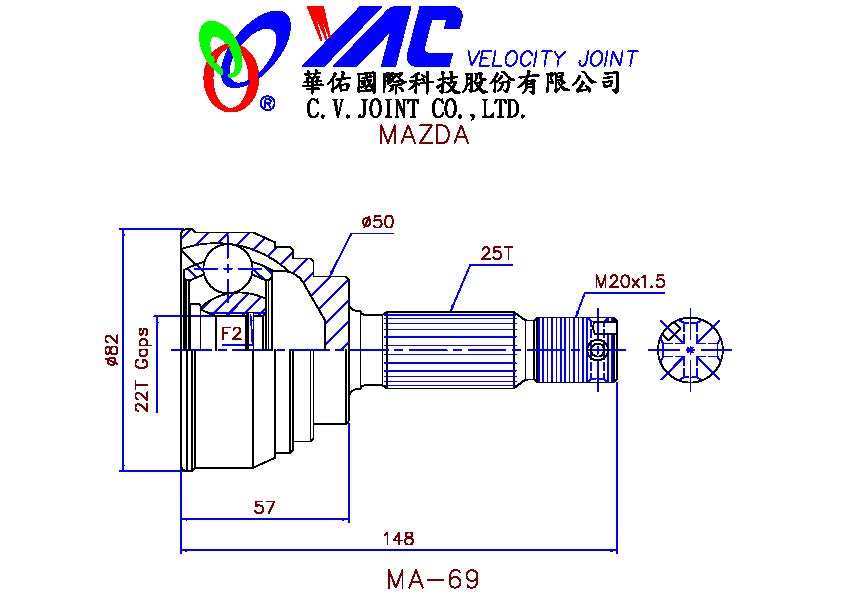 YAC VELOCITY JOINT
®
華佑國際科技股份有限公司
C.V.JOINT CO.,LTD.
MAZDA
ø50
25T
M20x1.5
F2
ø82
22T Gaps
57
148
MA-69